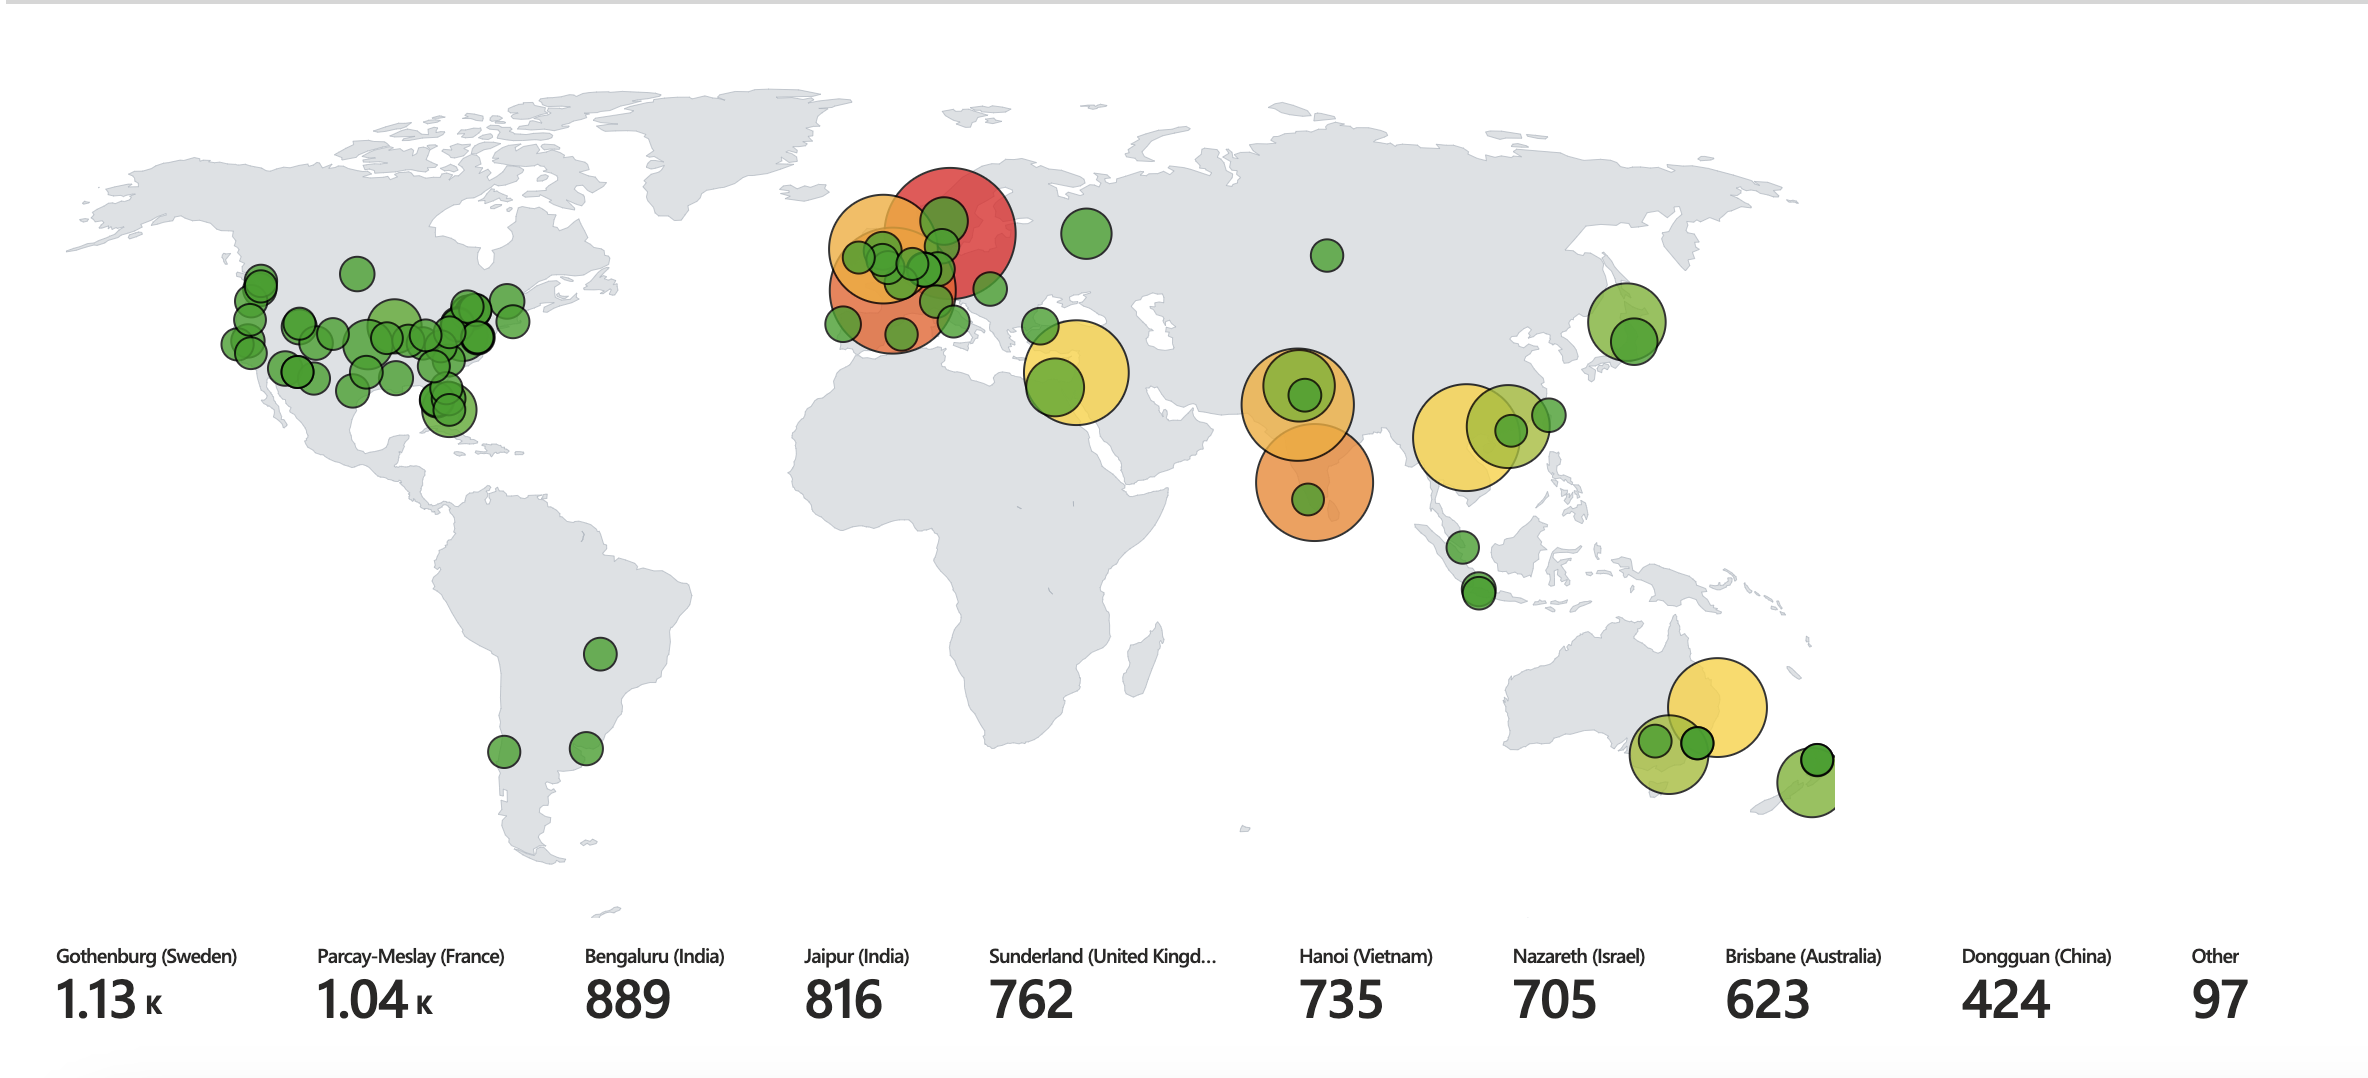 Gothenburg (Sweden) Parcay-Meslay (France) Bengaluru (India) Jaipur (India) Sunderland (United Kingd... Hanoi (Vietnam) Nazareth (Israel) Brisbane (Australia) Dongguan (China) Other
1.13 K 1.04 K 889 816 762 735 705 623 424 97